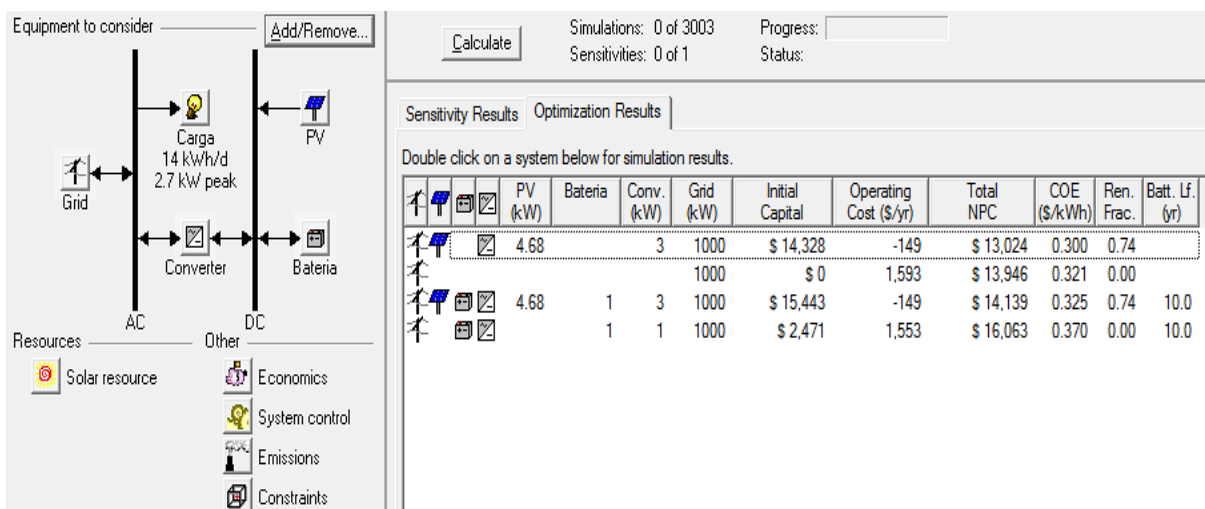 Equipment to consider Add/Remove...
Carga
14 kWh/d
2.7 kW peak
PV
Grid
Converter
Bateria
AC DC
Resources Other
Solar resource
Economics
System control
Emissions
Constraints
Calculate
Simulations: 0 of 3003 Progress:
Sensitivities: 0 of 1 Status:
Sensitivity Results Optimization Results
Double click on a system below for simulation results.
PV Bateria Conv. Grid Initial Operating Total COE Ren. Batt. Lf.
(kW) (kW) (kW) Capital Cost ($/yr) NPC ($/kWh) Frac. (yr)
4.68 3 1000 $ 14,328 -149 $ 13,024 0.300 0.74
1000 $ 0 1,593 $ 13,946 0.321 0.00
4.68 1 3 1000 $ 15,443 -149 $ 14,139 0.325 0.74 10.0
1 1 1000 $ 2,471 1,553 $ 16,063 0.370 0.00 10.0